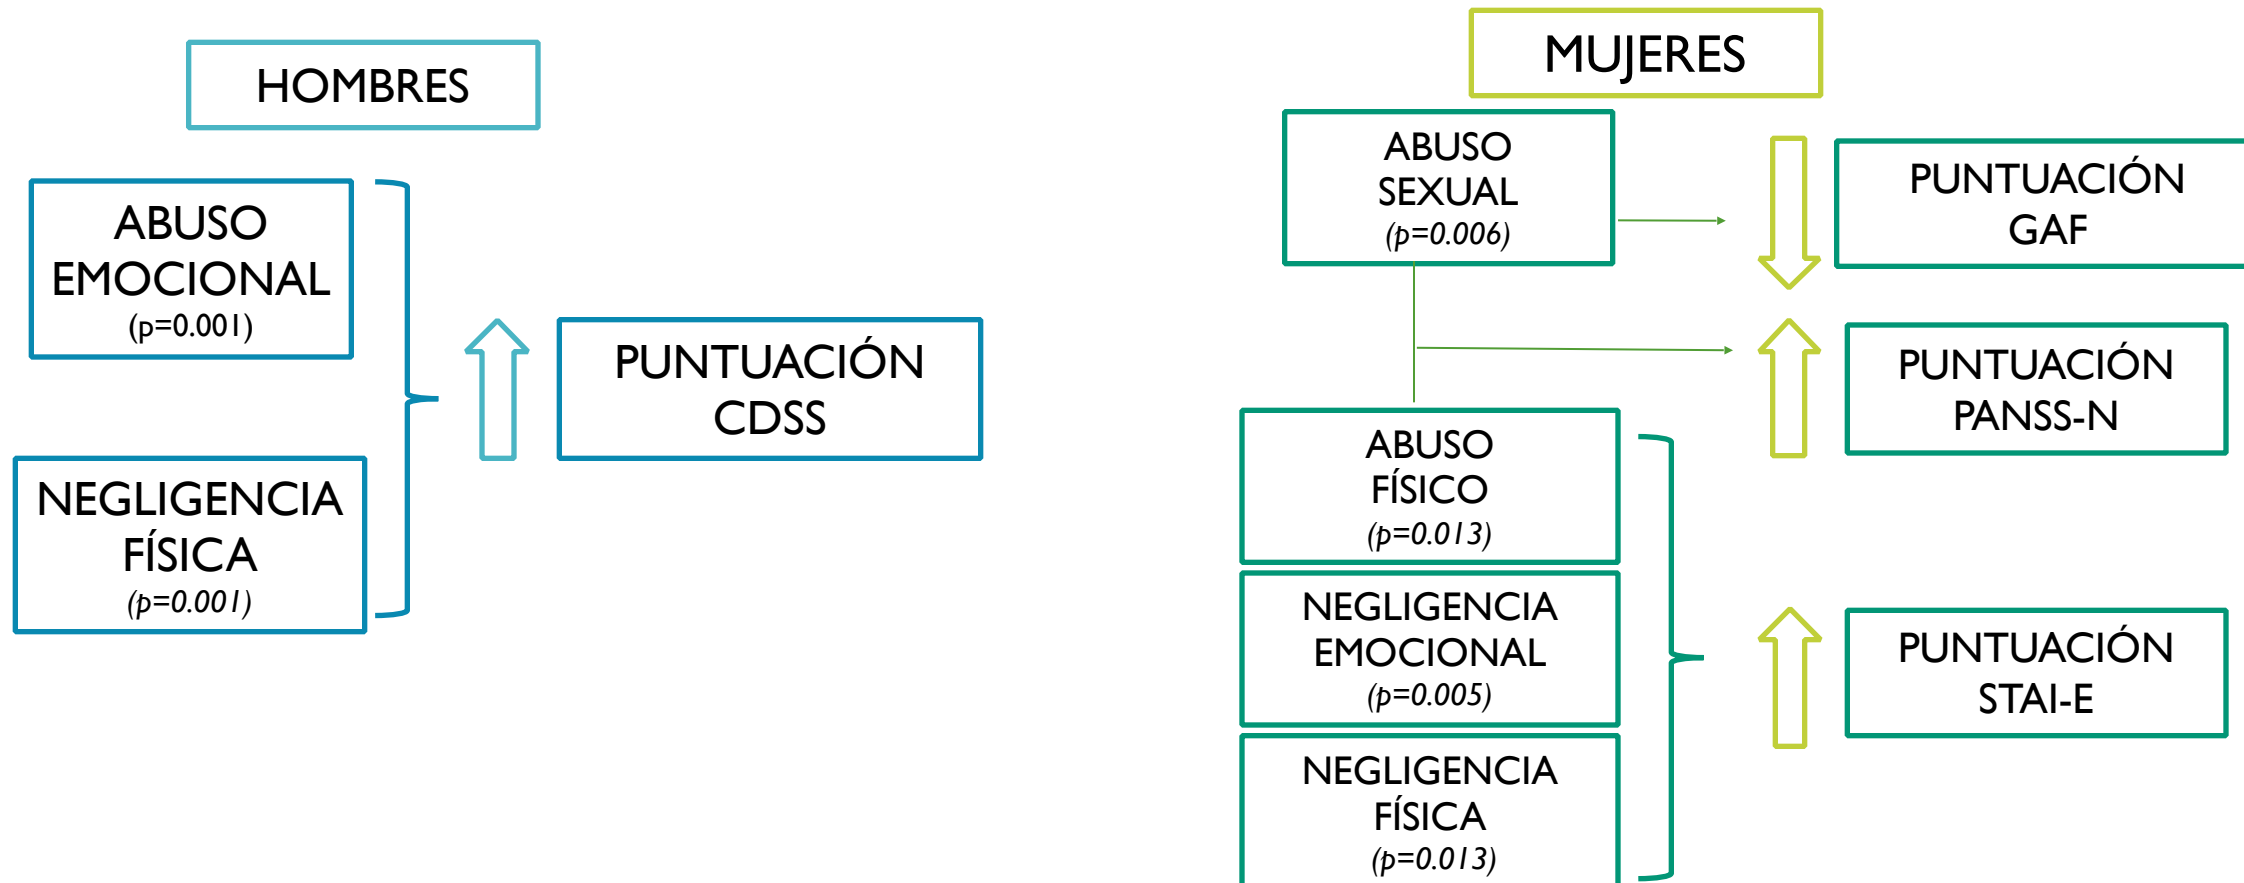 HOMBRES
ABUSO
EMOCIONAL
(p=0.001)
NEGLIGENCIA
FÍSICA
(p=0.001)
PUNTUACIÓN
CDSS
MUJERES
ABUSO
SEXUAL
(p=0.006)
PUNTUACIÓN
GAF
PUNTUACIÓN
PANSS-N
ABUSO
FÍSICO
(p=0.013)
NEGLIGENCIA
EMOCIONAL
(p=0.005)
NEGLIGENCIA
FÍSICA
(p=0.013)
PUNTUACIÓN
STAI-E